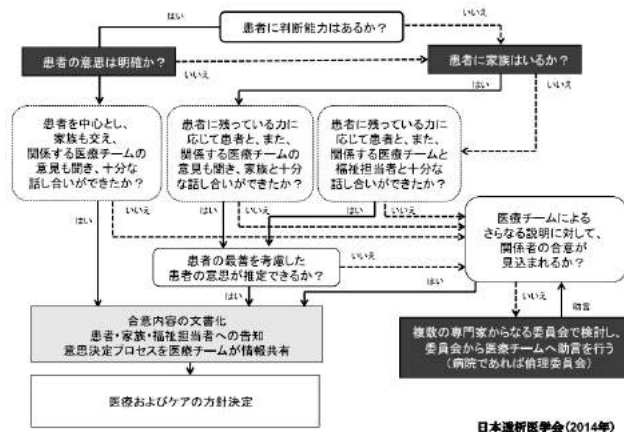 患者に判断能力はあるか？
はい
いいえ
患者の意思は明確か？
いいえ
患者に家族はいるか？
はい
はい
いいえ
患者を中心とし、
家族も交え、
関係する医療チームの
意見も聞き、十分な
話し合いができたか？
患者に残っている力に
応じて患者と、また、
関係する医療チームの
意見も聞き、家族と十分
な話し合いができたか？
患者に残っている力に
応じて患者と、また、
関係する医療チームと
福祉担当者と十分な
話し合いができたか？
はい
いいえ
はい
いいえ
はい
いいえ
医療チームによる
さらなる説明に対して、
関係者の合意が
見込まれるか？
患者の最善を考慮した
患者の意思が推定できるか？
いいえ
はい
はい
いいえ
助言
合意内容の文書化
患者・家族・福祉担当者への告知
意思決定プロセスを医療チームが情報共有
複数の専門家からなる委員会で検討し、
委員会から医療チームへ助言を行う
（病院であれば倫理委員会）
医療およびケアの方針決定
日本透析医学会（2014年）